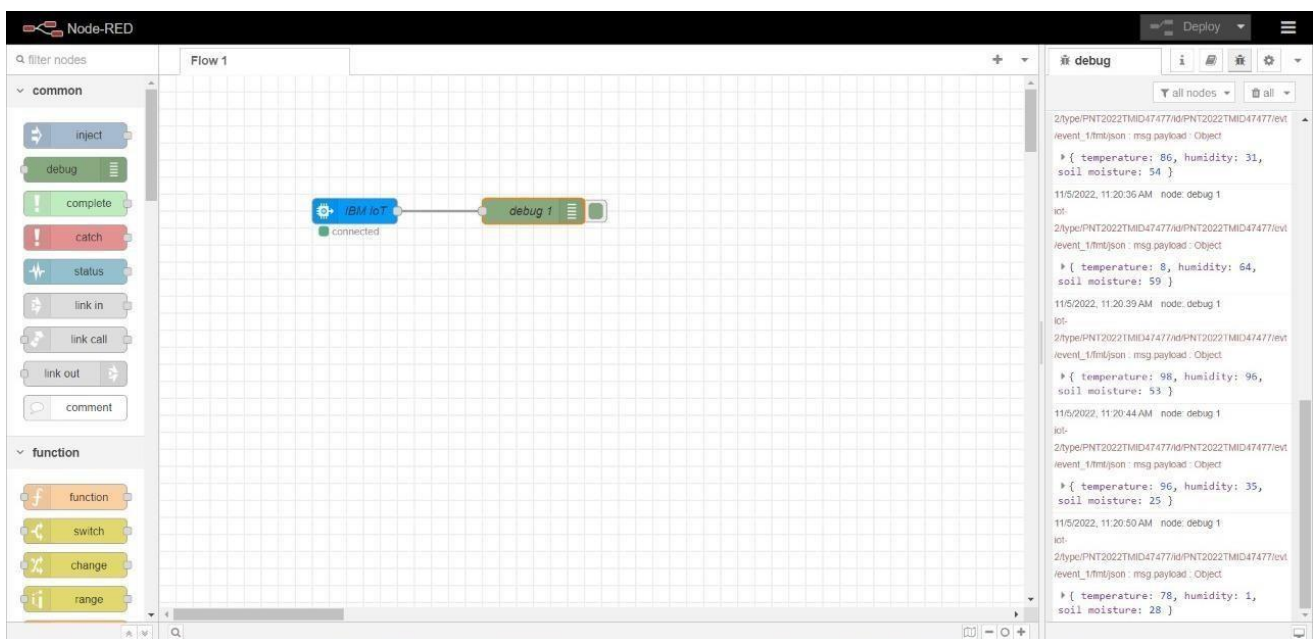 Node-RED
Deploy
filter nodes
Flow 1
debug
i
all nodes
all
common
inject
debug
complete
catch
status
link in
link call
link out
comment
function
function
switch
change
range
IBM IoT
connected
debug 1
2/type/PNT2022TMID47477/id/PNT2022TMID47477/evt
/event_1/fmt/json : msg.payload : Object
{ temperature: 86, humidity: 31,
soil moisture: 54 }
11/5/2022, 11:20:36 AM node: debug 1
iot-
2/type/PNT2022TMID47477/id/PNT2022TMID47477/evt
/event_1/fmt/json : msg.payload : Object
{ temperature: 8, humidity: 64,
soil moisture: 59 }
11/5/2022, 11:20:39 AM node: debug 1
iot-
2/type/PNT2022TMID47477/id/PNT2022TMID47477/evt
/event_1/fmt/json : msg.payload : Object
{ temperature: 98, humidity: 96,
soil moisture: 53 }
11/5/2022, 11:20:44 AM node: debug 1
iot-
2/type/PNT2022TMID47477/id/PNT2022TMID47477/evt
/event_1/fmt/json : msg.payload : Object
{ temperature: 96, humidity: 35,
soil moisture: 25 }
11/5/2022, 11:20:50 AM node: debug 1
iot-
2/type/PNT2022TMID47477/id/PNT2022TMID47477/evt
/event_1/fmt/json : msg.payload : Object
{ temperature: 78, humidity: 1,
soil moisture: 28 }